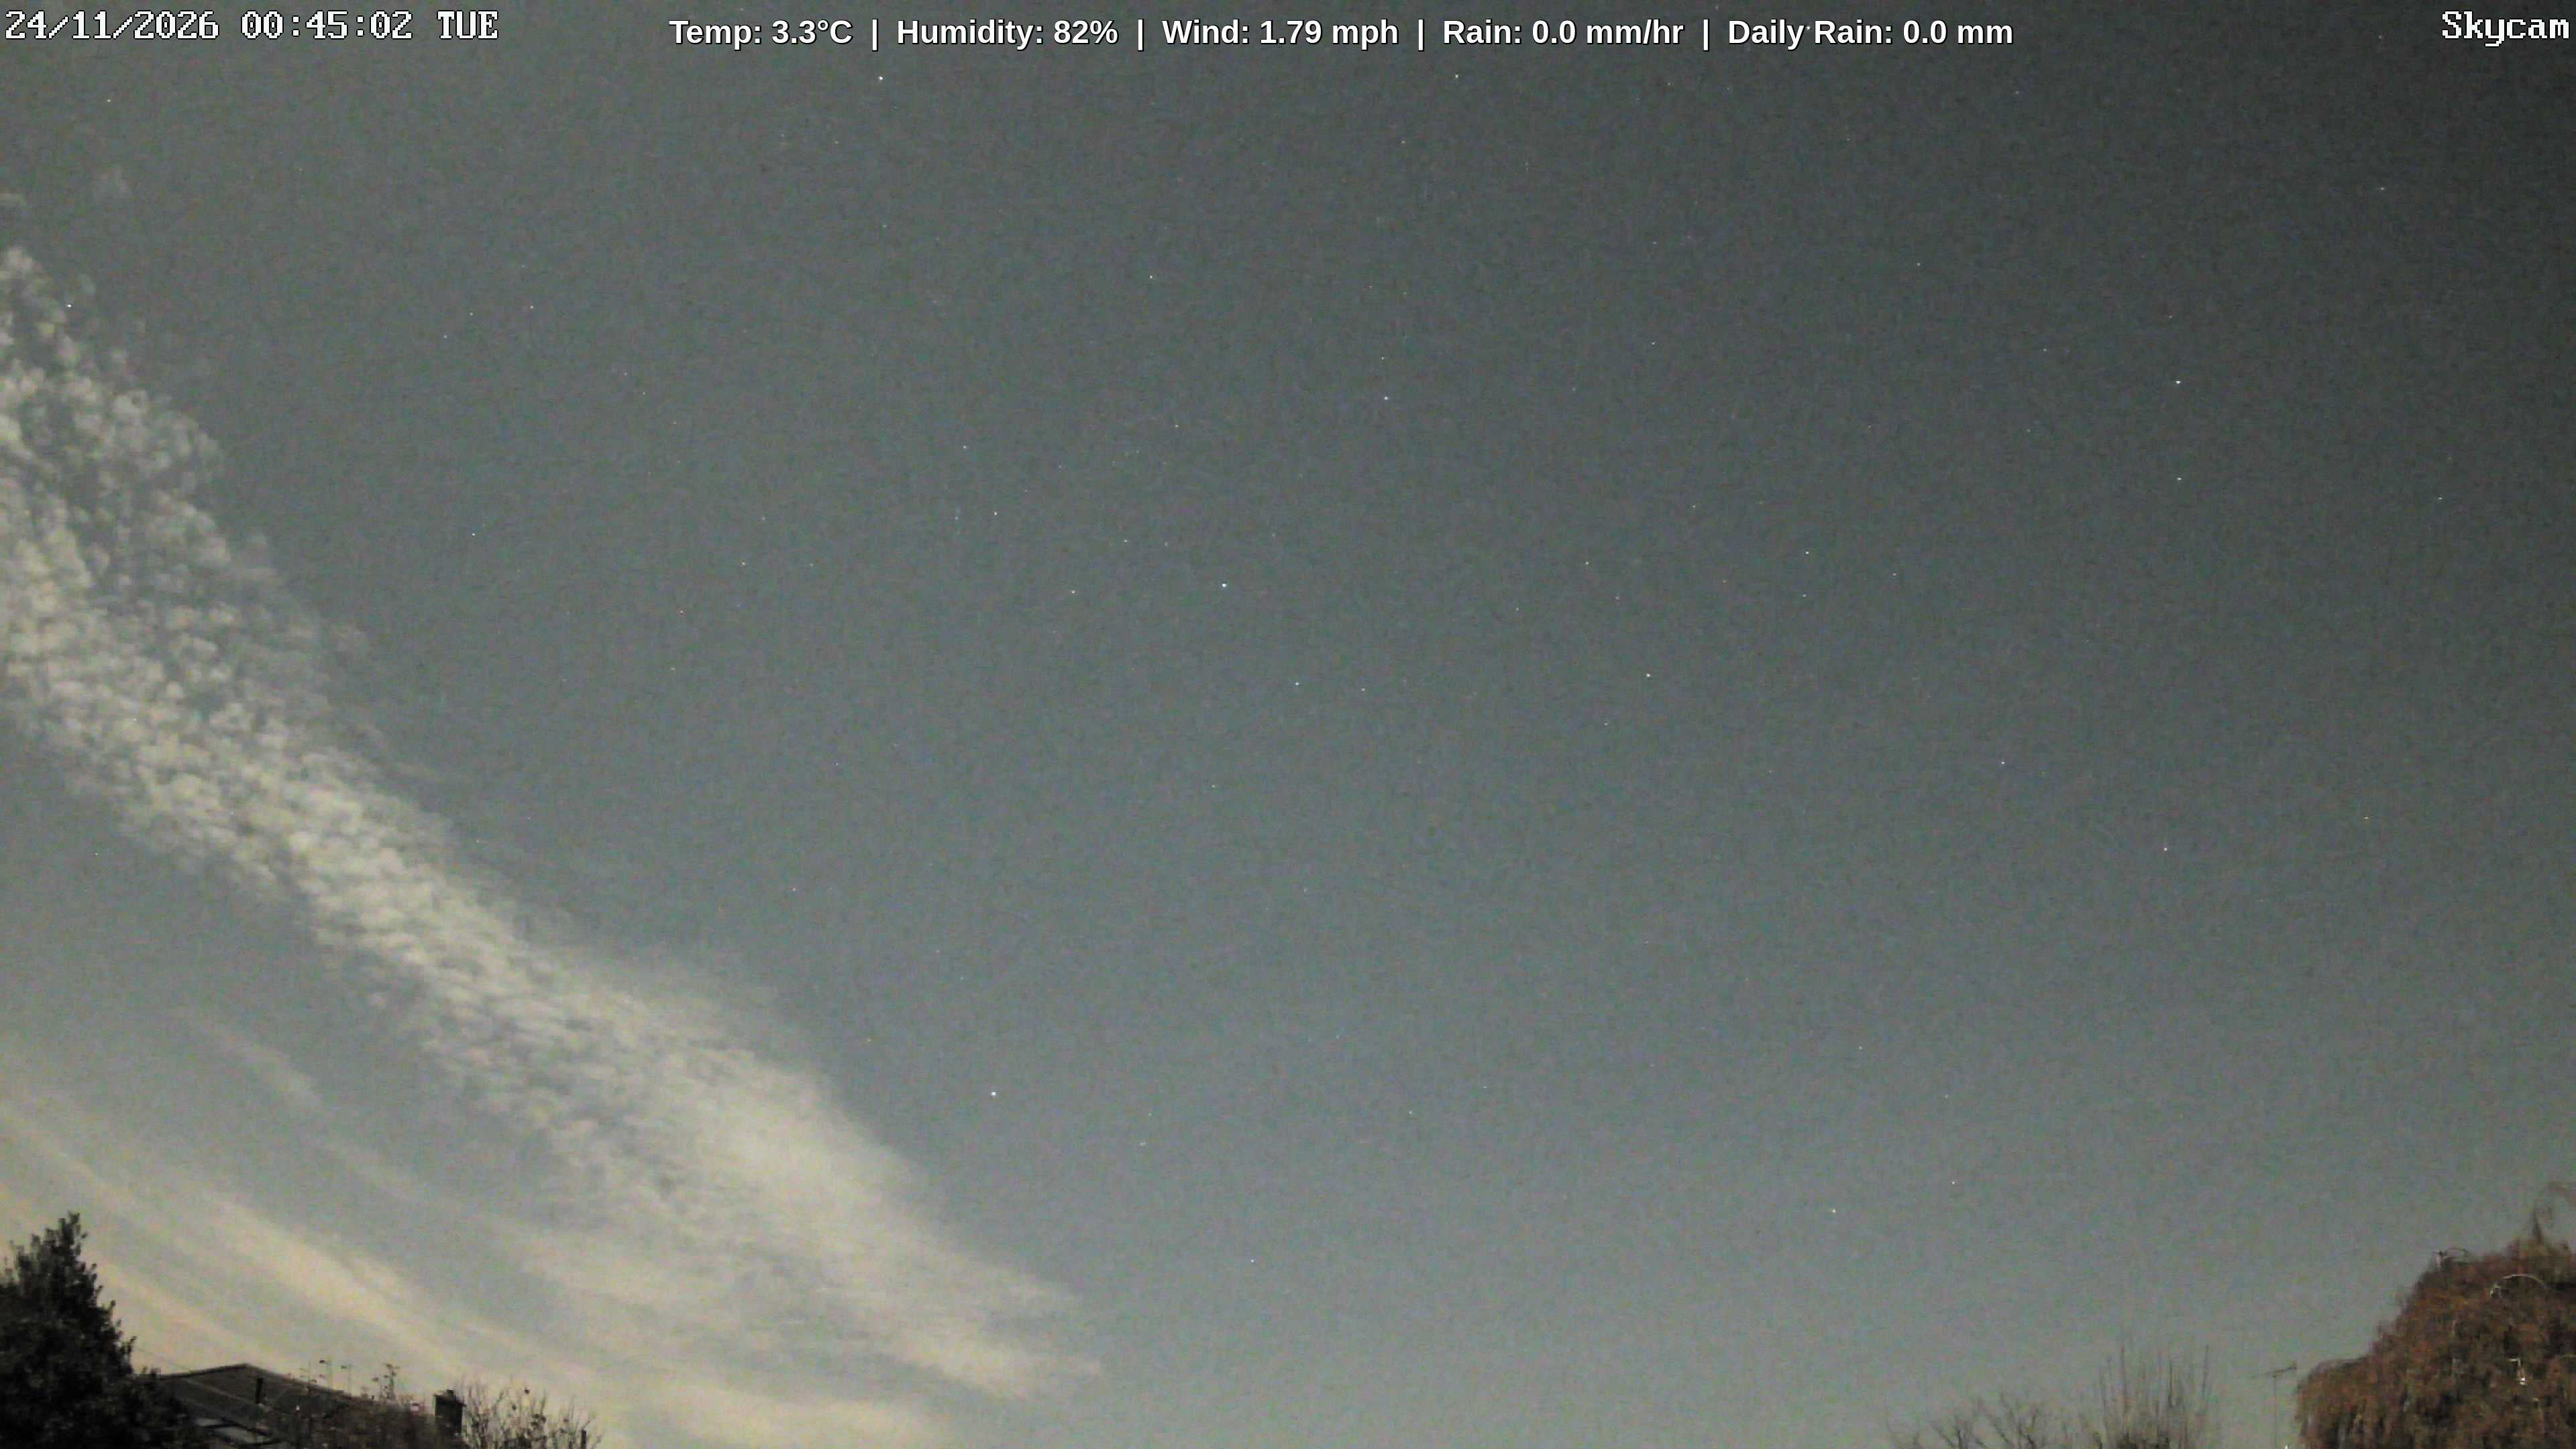 24/11/2026 00:45:02 TUE
Temp: 3.3°C | Humidity: 82% | Wind: 1.79 mph | Rain: 0.0 mm/hr | Daily Rain: 0.0 mm
Skycam